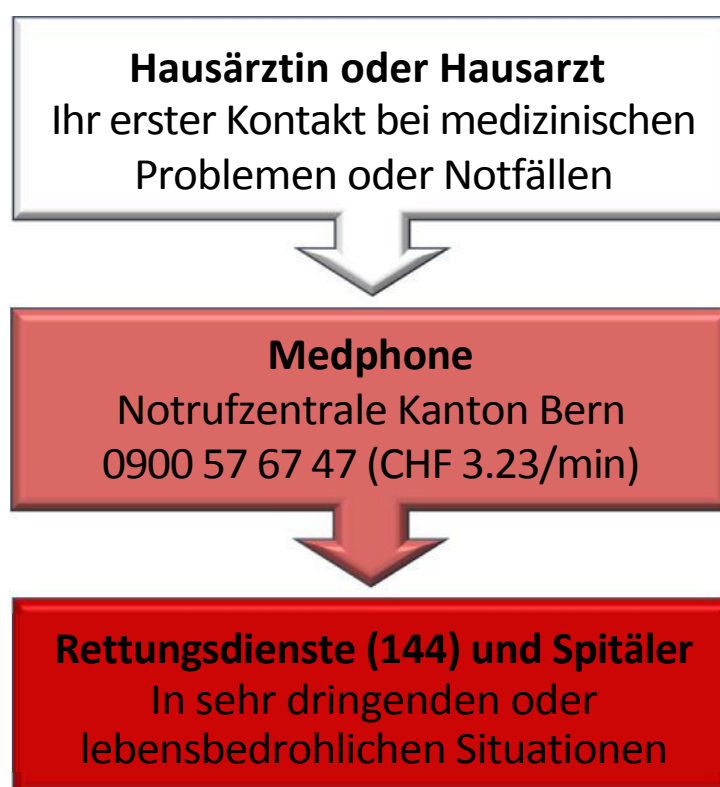 Hausärztin oder Hausarzt
Ihr erster Kontakt bei medizinischen
Problemen oder Notfällen
Medphone
Notrufzentrale Kanton Bern
0900 57 67 47 (CHF 3.23/min)
Rettungsdienste (144) und Spitäler
In sehr dringenden oder
lebensbedrohlichen Situationen